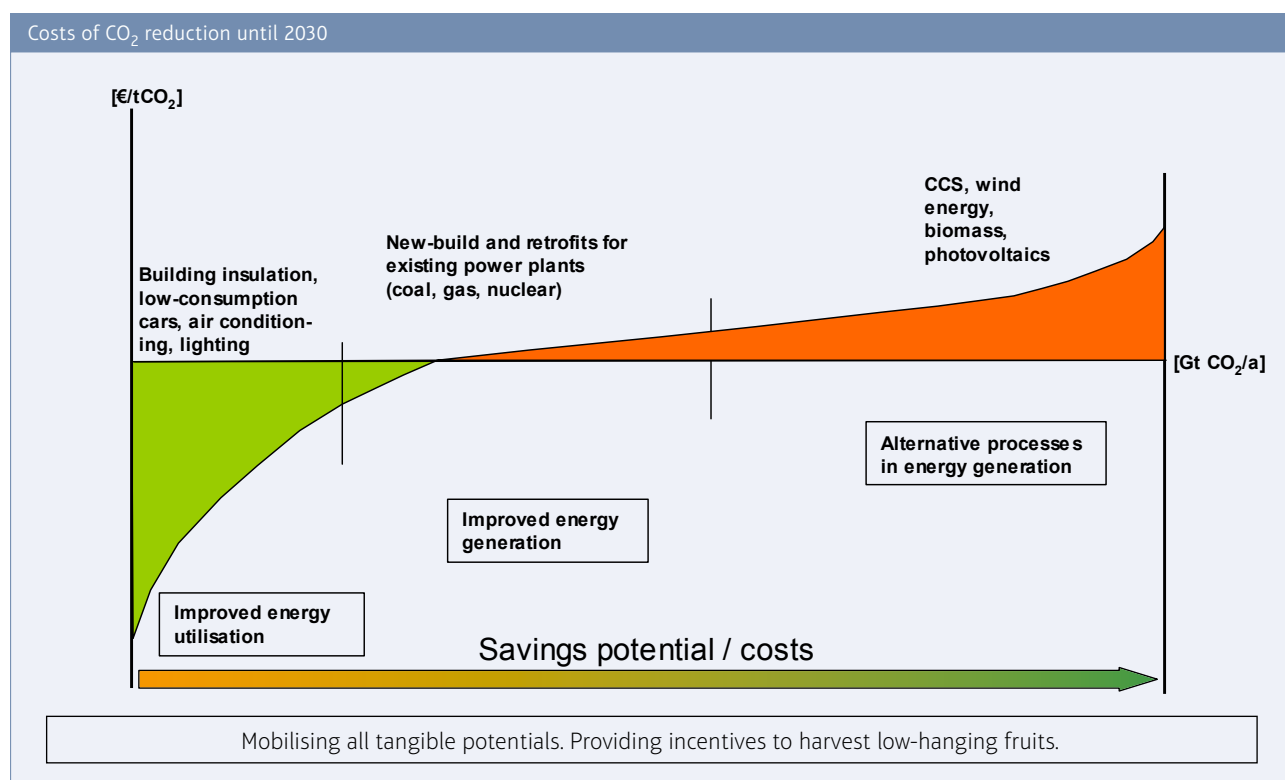 Costs of CO₂ reduction until 2030
[€/tCO₂]
CCS, wind
energy,
biomass,
photovoltaics
New-build and retrofits for
existing power plants
(coal, gas, nuclear)
Building insulation,
low-consumption
cars, air condition-
ing, lighting
[Gt CO₂/a]
Alternative processes
in energy generation
Improved energy
generation
Improved energy
utilisation
Savings potential / costs
Mobilising all tangible potentials. Providing incentives to harvest low-hanging fruits.